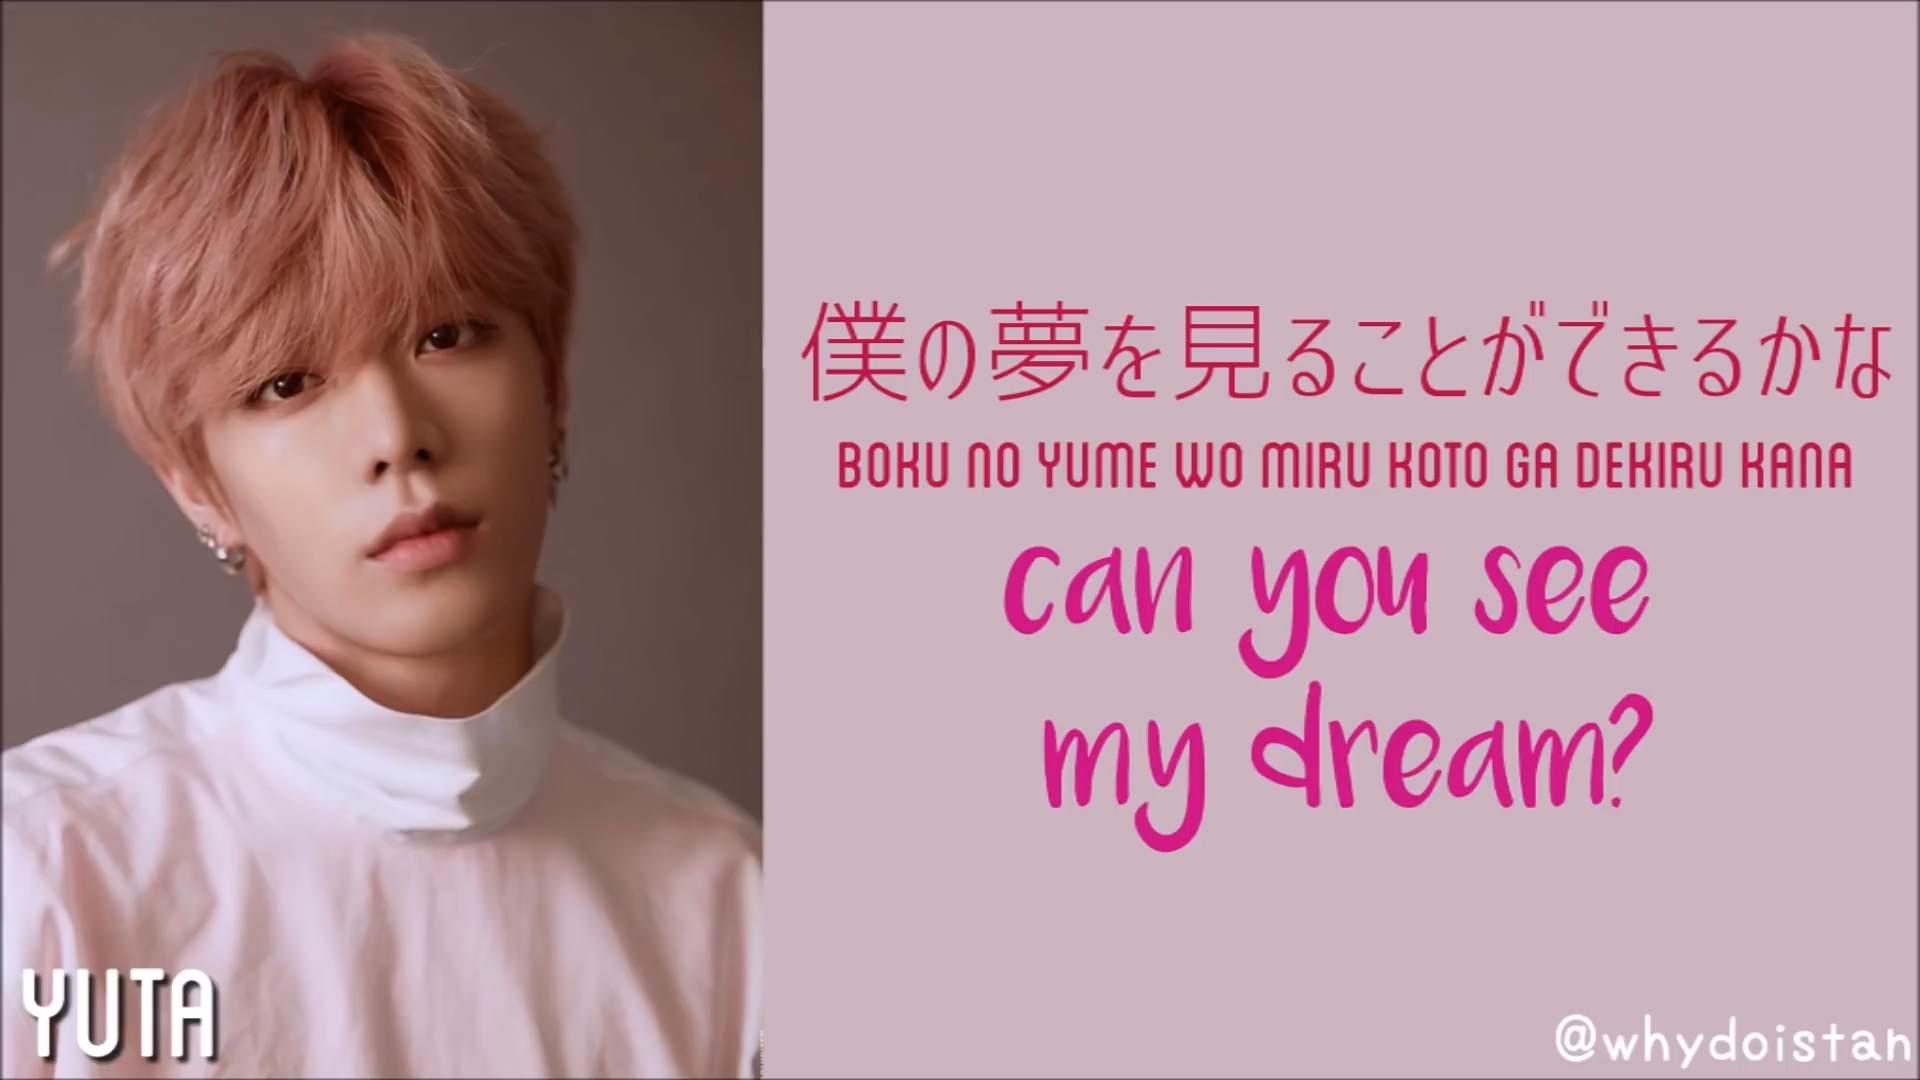 僕の夢を見ることができるかな
BOKU NO YUME WO MIRU KOTO GA DEKIRU KANA
can you see
my dream?
YUTA
@whydoistan